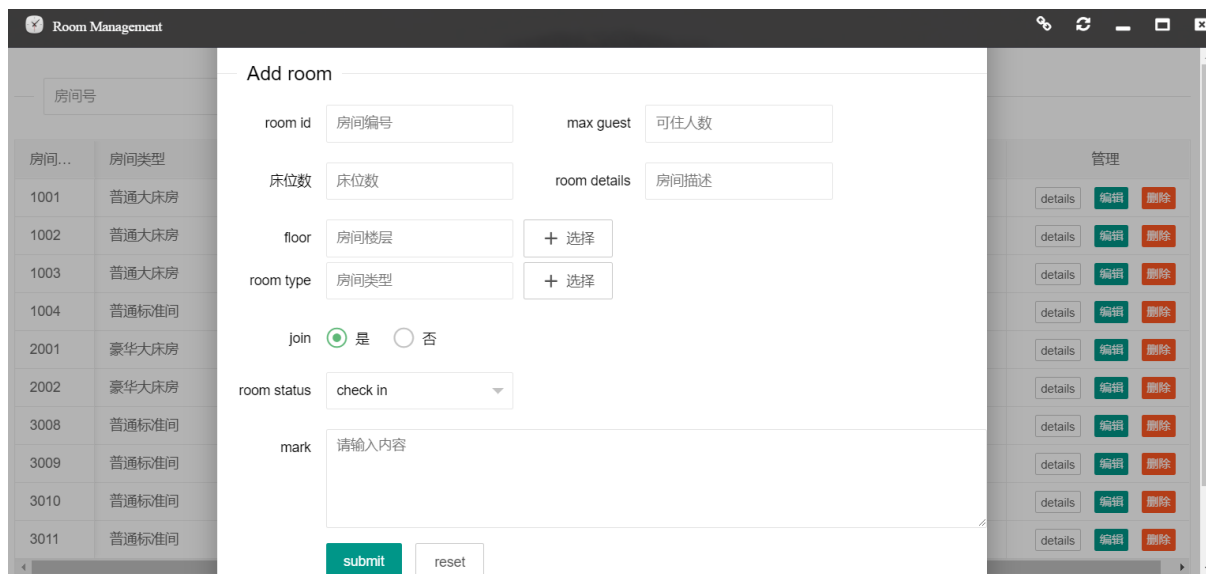 Room Management
Add room
房间号
room id 房间编号 max guest 可住人数
房间... 房间类型 管理
床位数 床位数 room details 房间描述
1001 普通大床房 details 编辑 删除
1002 普通大床房 details 编辑 删除
floor 房间楼层 + 选择
1003 普通大床房 details 编辑 删除
room type 房间类型 + 选择
1004 普通标准间 details 编辑 删除
join 是 否
2001 豪华大床房 details 编辑 删除
2002 豪华大床房 details 编辑 删除
room status check in
3008 普通标准间 details 编辑 删除
mark 请输入内容
3009 普通标准间 details 编辑 删除
3010 普通标准间 details 编辑 删除
3011 普通标准间 details 编辑 删除
submit reset